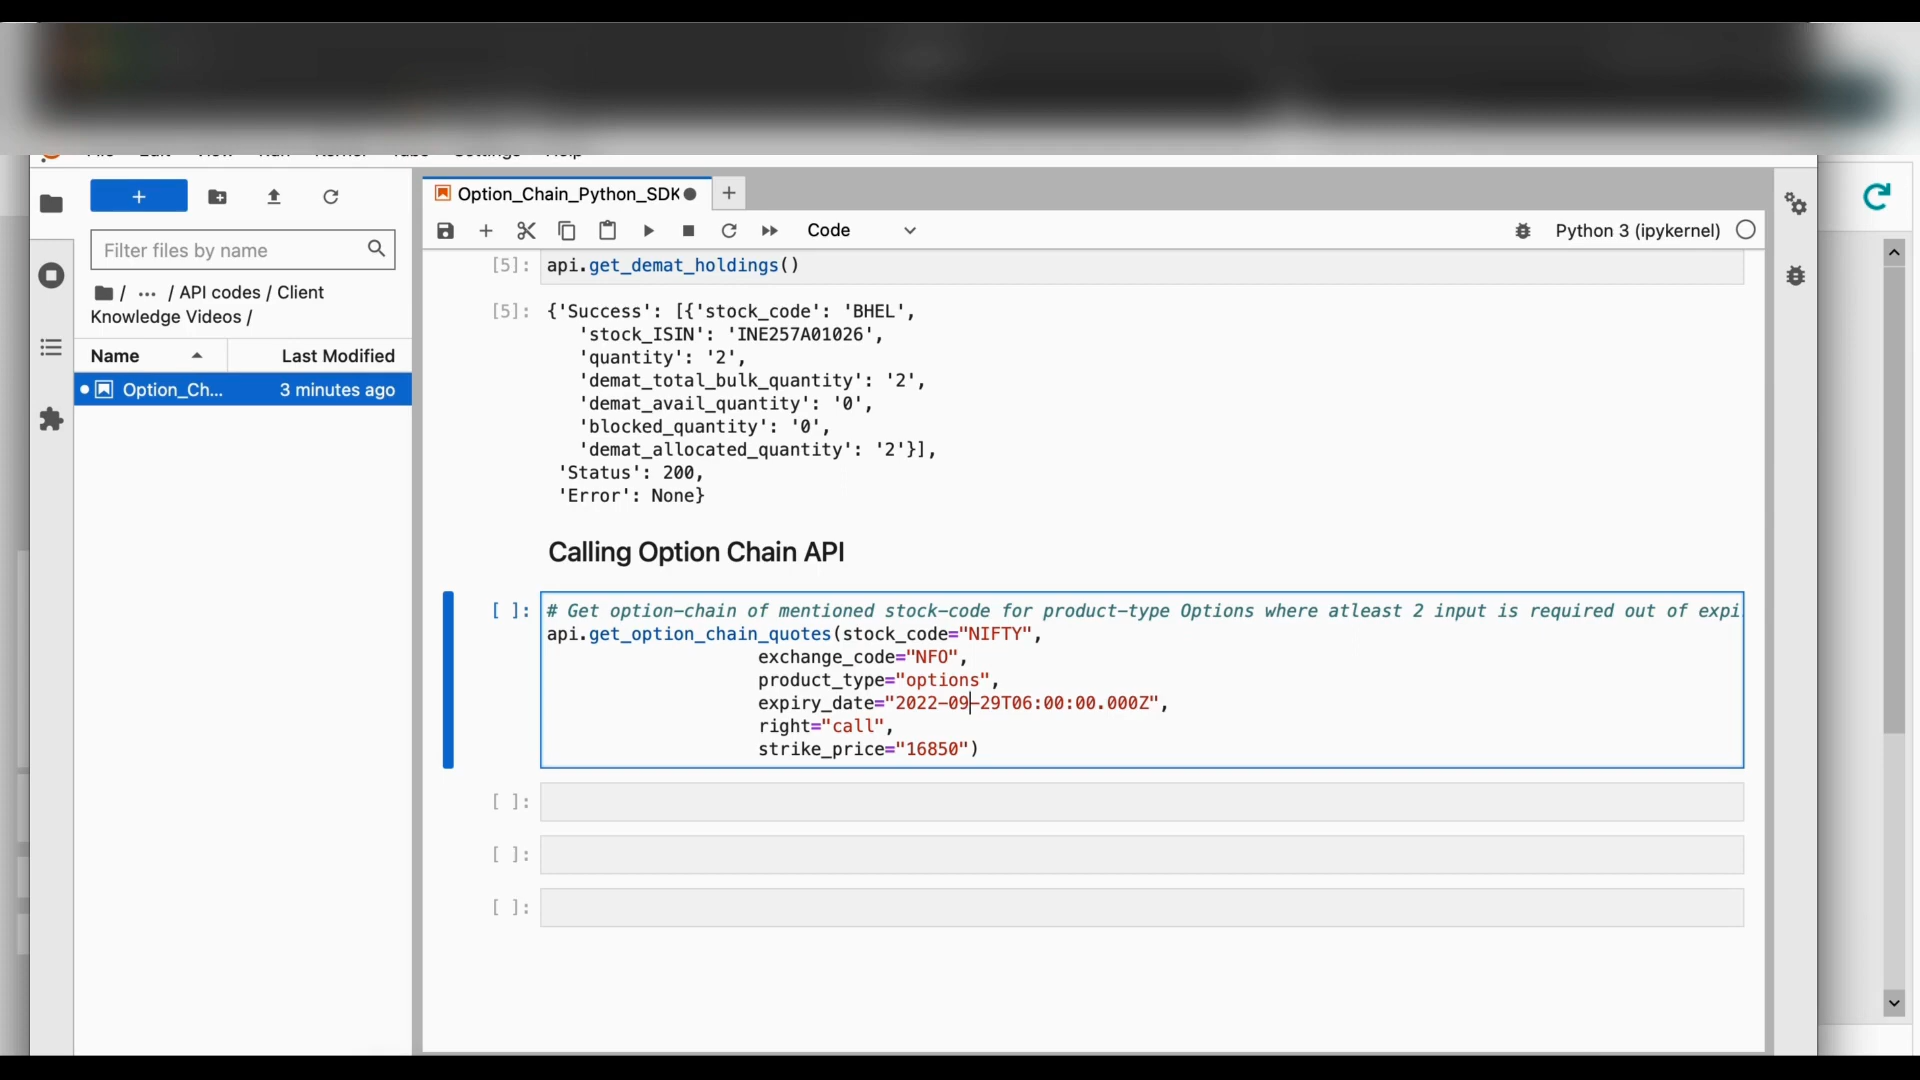 Option_Chain_Python_SDK
Code
Python 3 (ipykernel)
Filter files by name
/ ... / API codes / Client
Knowledge Videos /
Name Last Modified
Option_Ch... 3 minutes ago
[5]: api.get_demat_holdings()
[5]: {'Success': [{'stock_code': 'BHEL',
'stock_ISIN': 'INE257A01026',
'quantity': '2',
'demat_total_bulk_quantity': '2',
'demat_avail_quantity': '0',
'blocked_quantity': '0',
'demat_allocated_quantity': '2'}],
'Status': 200,
'Error': None}
Calling Option Chain API
[ ]: # Get option-chain of mentioned stock-code for product-type Options where atleast 2 input is required out of expi
api.get_option_chain_quotes(stock_code="NIFTY",
exchange_code="NFO",
product_type="options",
expiry_date="2022-09-29T06:00:00.000Z",
right="call",
strike_price="16850")
[ ]:
[ ]:
[ ]: